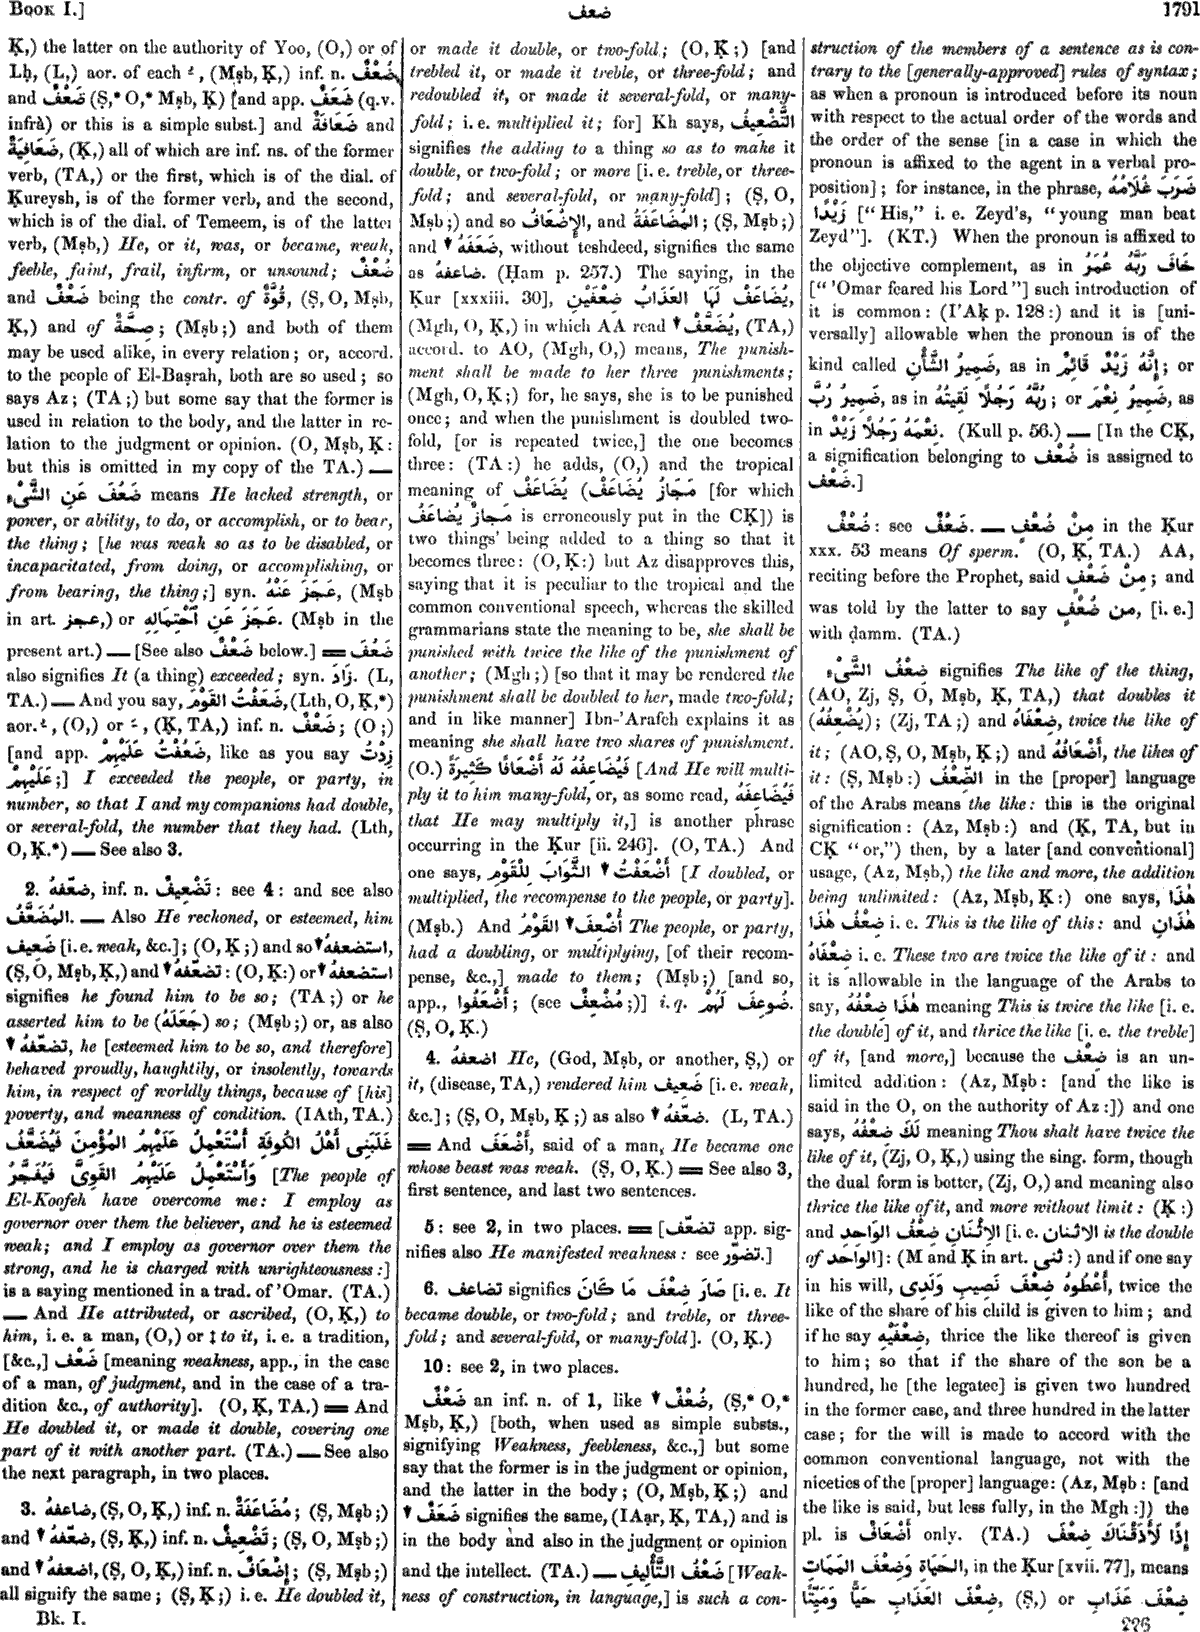 Book I.]
ضعف
1791
Ḳ,) the latter on the authority of Yoo, (O,) or of
Lḥ, (L,) aor. of each ـُ, (Mṣb, Ḳ,) inf. n. ضُعْفٌ
and ضَعْفٌ (Ṣ,* O,* Mṣb, Ḳ) [and app. ضَعَفٌ (q.v.
infrà) or this is a simple subst.] and ضَعَافَةٌ and
ضَعَافِيَةٌ, (Ḳ,) all of which are inf. ns. of the former
verb, (TA,) or the first, which is of the dial. of
Ḳureysh, is of the former verb, and the second,
which is of the dial. of Temeem, is of the latter
verb, (Mṣb,) He, or it, was, or became, weak,
feeble, faint, frail, infirm, or unsound; ضُعْفٌ
and ضَعْفٌ being the contr. of قُوَّةٌ, (Ṣ, O, Mṣb,
Ḳ,) and of صِحَّةٌ; (Mṣb;) and both of them
may be used alike, in every relation; or, accord.
to the people of El-Baṣrah, both are so used; so
says Az; (TA;) but some say that the former is
used in relation to the body, and the latter in re-
lation to the judgment or opinion. (O, Mṣb, Ḳ:
but this is omitted in my copy of the TA.) —
ضَعُفَ عَنِ الشَّىْءِ means He lacked strength, or
power, or ability, to do, or accomplish, or to bear,
the thing; [he was weak so as to be disabled, or
incapacitated, from doing, or accomplishing, or
from bearing, the thing;] syn. عَجَزَ عَنْهُ, (Mṣb
in art. عجز,) or عَجَزَ عَنِ ٱحْتِمَالِهِ. (Mṣb in the
present art.) — [See also ضَعْفٌ below.] == ضَعُفَ
also signifies It (a thing) exceeded; syn. زَادَ. (L,
TA.) — And you say, ضَعَفْتُ القَوْمَ, (Lth, O, Ḳ,*)
aor. ـُ, (O,) or ـَ, (Ḳ, TA,) inf. n. ضَعْفٌ; (O;)
[and app. ضَعَفْتُ عَلَيْهِمْ, like as you say زِدْتُ
عَلَيْهِمْ;] I exceeded the people, or party, in
number, so that I and my companions had double,
or several-fold, the number that they had. (Lth,
O, Ḳ.*) — See also 3.
2. ضعّفهُ, inf. n. تَضْعِيفٌ: see 4: and see also
المُضَعَّفُ. — Also He reckoned, or esteemed, him
ضَعِيف [i.e. weak, &c.]; (O, Ḳ;) and so ▼ استضعفهُ,
(Ṣ, O, Mṣb, Ḳ,) and ▼ تضعّفهُ: (O, Ḳ:) or ▼ استضعفهُ
signifies he found him to be so; (TA;) or he
asserted him to be (جَعَلَهُ) so; (Mṣb;) or, as also
▼ تضعّفهُ, he [esteemed him to be so, and therefore]
behaved proudly, haughtily, or insolently, towards
him, in respect of worldly things, because of [his]
poverty, and meanness of condition. (IAth, TA.)
غَلَبَنِى أَهْلُ الكُوفَةِ أَسْتَعْمِلُ عَلَيْهِمُ المُؤْمِنَ فَيُضَعَّفُ
وَأَسْتَعْمِلُ عَلَيْهِمُ القَوِىَّ فَيُفَجَّرُ [The people of
El-Koofeh have overcome me: I employ as
governor over them the believer, and he is esteemed
weak; and I employ as governor over them the
strong, and he is charged with unrighteousness:]
is a saying mentioned in a trad. of 'Omar. (TA.)
— And He attributed, or ascribed, (O, Ḳ,) to
him, i. e. a man, (O,) or ‡ to it, i. e. a tradition,
[&c.,] ضَعْف [meaning weakness, app., in the case
of a man, of judgment, and in the case of a tra-
dition &c., of authority]. (O, Ḳ, TA.) == And
He doubled it, or made it double, covering one
part of it with another part. (TA.) — See also
the next paragraph, in two places.
3. ضاعفهُ, (Ṣ, O, Ḳ,) inf. n. مُضَاعَفَةٌ; (Ṣ, Mṣb;)
and ▼ ضعّفهُ, (Ṣ, Ḳ,) inf. n. تَضْعِيفٌ; (Ṣ, O, Mṣb;)
and ▼ اضعفهُ, (Ṣ, O, Ḳ,) inf. n. إِضْعَافٌ; (Ṣ, Mṣb;)
all signify the same; (Ṣ, Ḳ;) i. e. He doubled it,
Bk. I.
or made it double, or two-fold; (O, Ḳ;) [and
trebled it, or made it treble, or three-fold; and
redoubled it, or made it several-fold, or many-
fold; i. e. multiplied it; for] Kh says, التَّضْعِيفُ
signifies the adding to a thing so as to make it
double, or two-fold; or more [i. e. treble, or three-
fold; and several-fold, or many-fold]; (Ṣ, O,
Mṣb;) and so الإِضْعَافُ, and المُضَاعَفَةُ; (Ṣ, Mṣb;)
and ▼ ضَعَفَهُ, without teshdeed, signifies the same
as ضاعفهُ. (Ḥam p. 257.) The saying, in the
Ḳur [xxxiii. 30], يُضَاعَفْ لَهَا العَذَابُ ضِعْفَيْنِ,
(Mgh, O, Ḳ,) in which AA read ▼ يُضَعَّفْ, (TA,)
accord. to AO, (Mgh, O,) means, The punish-
ment shall be made to her three punishments;
(Mgh, O, Ḳ;) for, he says, she is to be punished
once; and when the punishment is doubled two-
fold, [or is repeated twice,] the one becomes
three: (TA:) he adds, (O,) and the tropical
meaning of يُضَاعَفْ (مَجَازُ يُضَاعَفْ [for which
مَجازٌ يُضاعَفُ is erroneously put in the CḲ]) is
two things' being added to a thing so that it
becomes three: (O, Ḳ:) but Az disapproves this,
saying that it is peculiar to the tropical and the
common conventional speech, whereas the skilled
grammarians state the meaning to be, she shall be
punished with twice the like of the punishment of
another; (Mgh;) [so that it may be rendered the
punishment shall be doubled to her, made two-fold;
and in like manner] Ibn-'Arafeh explains it as
meaning she shall have two shares of punishment.
(O.) فَيُضَاعِفُهُ لَهُ أَضْعَافًا كَثِيرَةً [And He will multi-
ply it to him many-fold, or, as some read, فَيُضَاعِفَهُ
that He may multiply it,] is another phrase
occurring in the Ḳur [ii. 246]. (O, TA.) And
one says, أَضْعَفْتُ ▼ الثَّوَابَ لِلْقَوْمِ [I doubled, or
multiplied, the recompense to the people, or party].
(Mṣb.) And أُضْعِفَ ▼ القَوْمُ The people, or party,
had a doubling, or multiplying, [of their recom-
pense, &c.,] made to them; (Mṣb;) [and so,
app., أَضْعَفُوا; (see مُضْعِفٌ;)] i. q. ضُوعِفَ لَهُمْ.
(Ṣ, O, Ḳ.)
4. اضعفهُ He, (God, Mṣb, or another, Ṣ,) or
it, (disease, TA,) rendered him ضَعِيف [i. e. weak,
&c.]; (Ṣ, O, Mṣb, Ḳ;) as also ▼ ضعّفهُ. (L, TA.)
== And أَضْعَفَ, said of a man, He became one
whose beast was weak. (Ṣ, O, Ḳ.) == See also 3,
first sentence, and last two sentences.
5: see 2, in two places. == [تضعّف app. sig-
nifies also He manifested weakness: see تضوّر.]
6. تضاعف signifies صَارَ ضِعْفَ مَا كَانَ [i. e. It
became double, or two-fold; and treble, or three-
fold; and several-fold, or many-fold]. (O, Ḳ.)
10: see 2, in two places.
ضَعْفٌ an inf. n. of 1, like ▼ ضُعْفٌ, (Ṣ,* O,*
Mṣb, Ḳ,) [both, when used as simple substs.,
signifying Weakness, feebleness, &c.,] but some
say that the former is in the judgment or opinion,
and the latter in the body; (O, Mṣb, Ḳ;) and
▼ ضَعَفٌ signifies the same, (IAạr, Ḳ, TA,) and is
in the body and also in the judgment or opinion
and the intellect. (TA.) — ضَعْفُ التَّأْلِيفِ [Weak-
ness of construction, in language,] is such a con-
struction of the members of a sentence as is con-
trary to the [generally-approved] rules of syntax;
as when a pronoun is introduced before its noun
with respect to the actual order of the words and
the order of the sense [in a case in which the
pronoun is affixed to the agent in a verbal pro-
position]; for instance, in the phrase, ضَرَبَ غُلَامُهُ
زَيْدًا ["His," i. e. Zeyd's, "young man beat
Zeyd"]. (KT.) When the pronoun is affixed to
the objective complement, as in خَافَ رَبَّهُ عُمَرُ
["'Omar feared his Lord"] such introduction of
it is common: (I'Aḳ p. 128:) and it is [uni-
versally] allowable when the pronoun is of the
kind called ضَمِيرُ الشَّأْنِ, as in إِنَّهُ زَيْدٌ قَائِمٌ; or
ضَمِيرُ رُبَّ, as in رُبَّهُ رَجُلًا لَقِيتُهُ; or ضَمِيرُ نِعْمَ, as
in نِعْمَهُ رَجُلًا زَيْدٌ. (Kull p. 56.) — [In the CḲ,
a signification belonging to ضُعْف is assigned to
ضَعْف.]
ضُعْفٌ: see ضَعْفٌ. — مِنْ ضُعْفٍ in the Ḳur
xxx. 53 means Of sperm. (O, Ḳ, TA.) AA,
reciting before the Prophet, said مِنْ ضَعْفٍ; and
was told by the latter to say من ضُعْفٍ, [i. e.]
with ḍamm. (TA.)
ضِعْفُ الشَّىْءِ signifies The like of the thing,
(AO, Zj, Ṣ, O, Mṣb, Ḳ, TA,) that doubles it
(يُضْعِفُهُ); (Zj, TA;) and ضِعْفَاهُ, twice the like of
it; (AO, Ṣ, O, Mṣb, Ḳ;) and أَضْعَافُهُ, the likes of
it: (Ṣ, Mṣb:) الضِّعْفُ in the [proper] language
of the Arabs means the like: this is the original
signification: (Az, Mṣb:) and (Ḳ, TA, but in
CḲ "or,") then, by a later [and conventional]
usage, (Az, Mṣb,) the like and more, the addition
being unlimited: (Az, Mṣb, Ḳ:) one says, هٰذَا
ضِعْفُ هٰذَا i. e. This is the like of this: and هٰذَانِ
ضِعْفَاهُ i. e. These two are twice the like of it: and
it is allowable in the language of the Arabs to
say, هٰذَا ضِعْفُهُ meaning This is twice the like [i. e.
the double] of it, and thrice the like [i. e. the treble]
of it, [and more,] because the ضِعْف is an un-
limited addition: (Az, Mṣb: [and the like is
said in the O, on the authority of Az:]) and one
says, لَكَ ضِعْفُهُ meaning Thou shalt have twice the
like of it, (Zj, O, Ḳ,) using the sing. form, though
the dual form is better, (Zj, O,) and meaning also
thrice the like of it, and more without limit: (Ḳ:)
and الاِثْنَانِ ضِعْفُ الوَاحِدِ [i. e. الاثنان is the double
of الواحد]: (M and Ḳ in art. ثنى:) and if one say
in his will, أَعْطُوهُ ضِعْفَ نَصِيبِ وَلَدِى, twice the
like of the share of his child is given to him; and
if he say ضِعْفَيْهِ, thrice the like thereof is given
to him; so that if the share of the son be a
hundred, he [the legatee] is given two hundred
in the former case, and three hundred in the latter
case; for the will is made to accord with the
common conventional language, not with the
niceties of the [proper] language: (Az, Mṣb: [and
the like is said, but less fully, in the Mgh:]) the
pl. is أَضْعَافٌ only. (TA.) إِذًا لَأَذَقْنَاكَ ضِعْفَ
الحَيَاةِ وَضِعْفَ المَمَاتِ, in the Ḳur [xvii. 77], means
ضِعْفَ العَذَابِ حَيًّا وَمَيِّتًا, (Ṣ,) or ضِعْفَ عَذَابِ
226